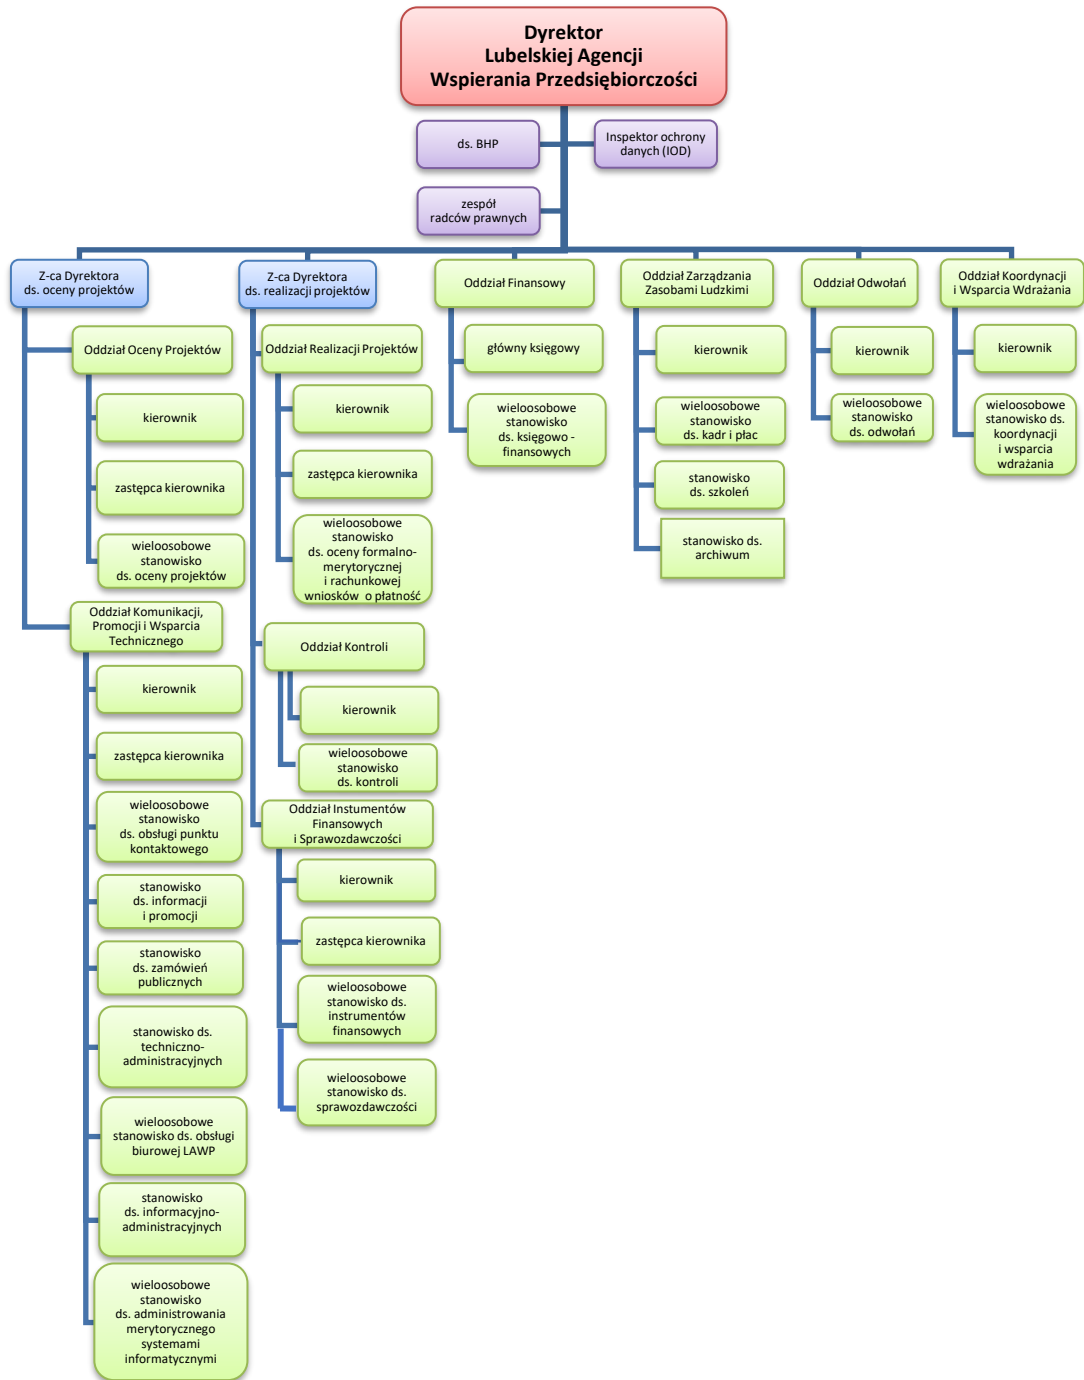 Dyrektor
Lubelskiej Agencji
Wspierania Przedsiębiorczości
ds. BHP
Inspektor ochrony
danych (IOD)
zespół
radców prawnych
Z-ca Dyrektora
ds. oceny projektów
Oddział Oceny Projektów
kierownik
zastępca kierownika
wieloosobowe
stanowisko
ds. oceny projektów
Oddział Komunikacji,
Promocji i Wsparcia
Technicznego
kierownik
zastępca kierownika
wieloosobowe
stanowisko
ds. obsługi punktu
kontaktowego
stanowisko
ds. informacji
i promocji
stanowisko
ds. zamówień
publicznych
stanowisko ds.
techniczno-
administracyjnych
wieloosobowe
stanowisko ds. obsługi
biurowej LAWP
stanowisko
ds. informacyjno-
administracyjnych
wieloosobowe
stanowisko
ds. administrowania
merytorycznego
systemami
informatycznymi
Z-ca Dyrektora
ds. realizacji projektów
Oddział Realizacji Projektów
kierownik
zastępca kierownika
wieloosobowe
stanowisko
ds. oceny formalno-
merytorycznej
i rachunkowej
wniosków o płatność
Oddział Kontroli
kierownik
wieloosobowe
stanowisko
ds. kontroli
Oddział Instumentów
Finansowych
i Sprawozdawczości
kierownik
zastępca kierownika
wieloosobowe
stanowisko ds.
instrumentów
finansowych
wieloosobowe
stanowisko ds.
sprawozdawczości
Oddział Finansowy
główny księgowy
wieloosobowe
stanowisko
ds. księgowo -
finansowych
Oddział Zarządzania
Zasobami Ludzkimi
kierownik
wieloosobowe
stanowisko
ds. kadr i płac
stanowisko
ds. szkoleń
stanowisko ds.
archiwum
Oddział Odwołań
kierownik
wieloosobowe
stanowisko
ds. odwołań
Oddział Koordynacji
i Wsparcia Wdrażania
kierownik
wieloosobowe
stanowisko ds.
koordynacji
i wsparcia
wdrażania